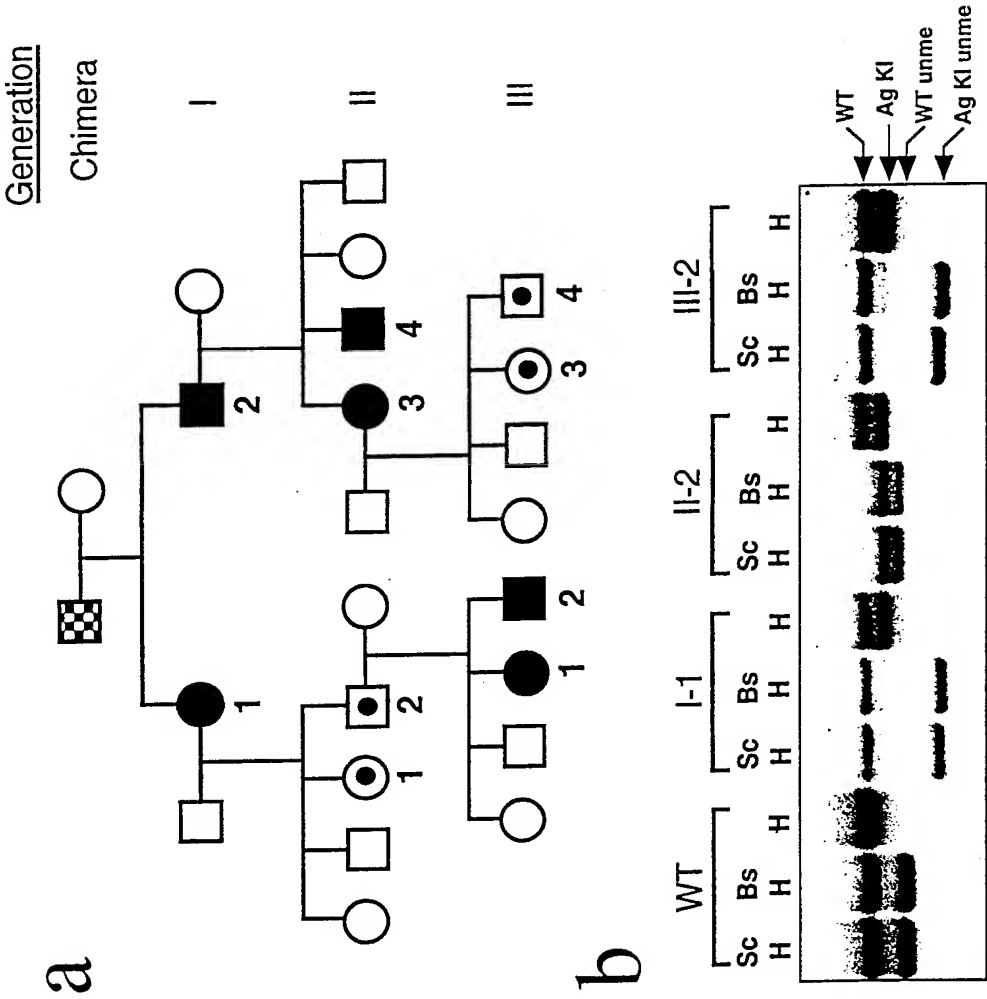 a
Generation
Chimera
I
1
2
II
1
2
3
4
III
1
2
3
4
b
WT
I-1
II-2
III-2
Sc Bs Sc Bs Sc Bs Sc Bs
H H H H H H H H H H H H
WT
Ag KI
WT unme
Ag KI unme